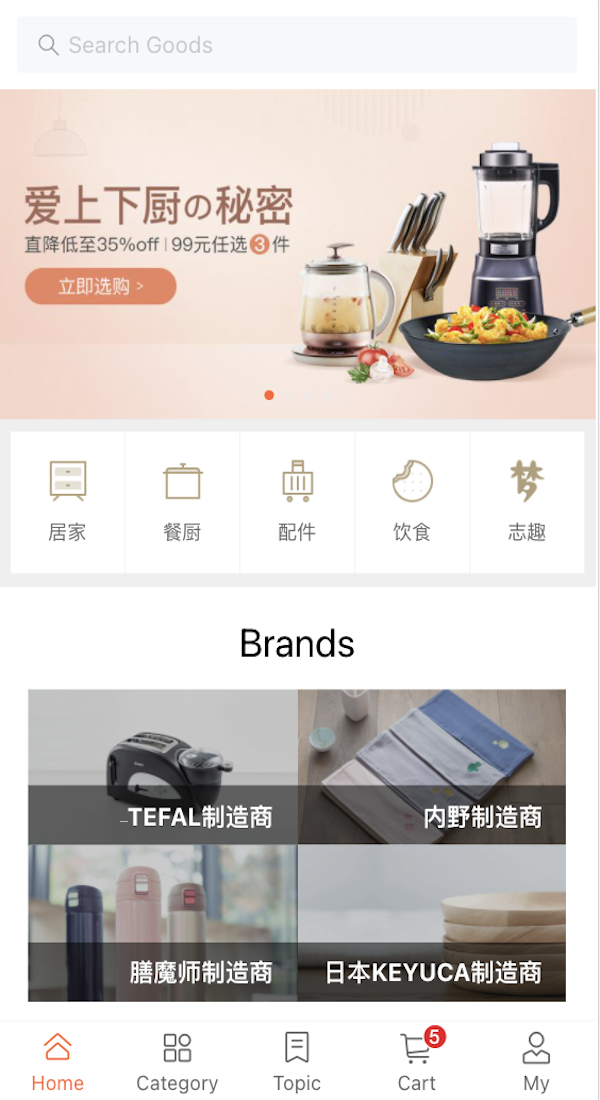 Search Goods
爱上下厨の秘密
直降低至35%off | 99元任选3件
立即选购 >
居家
餐厨
配件
饮食
志趣
Brands
TEFAL制造商
内野制造商
膳魔师制造商
日本KEYUCA制造商
5
Home
Category
Topic
Cart
My